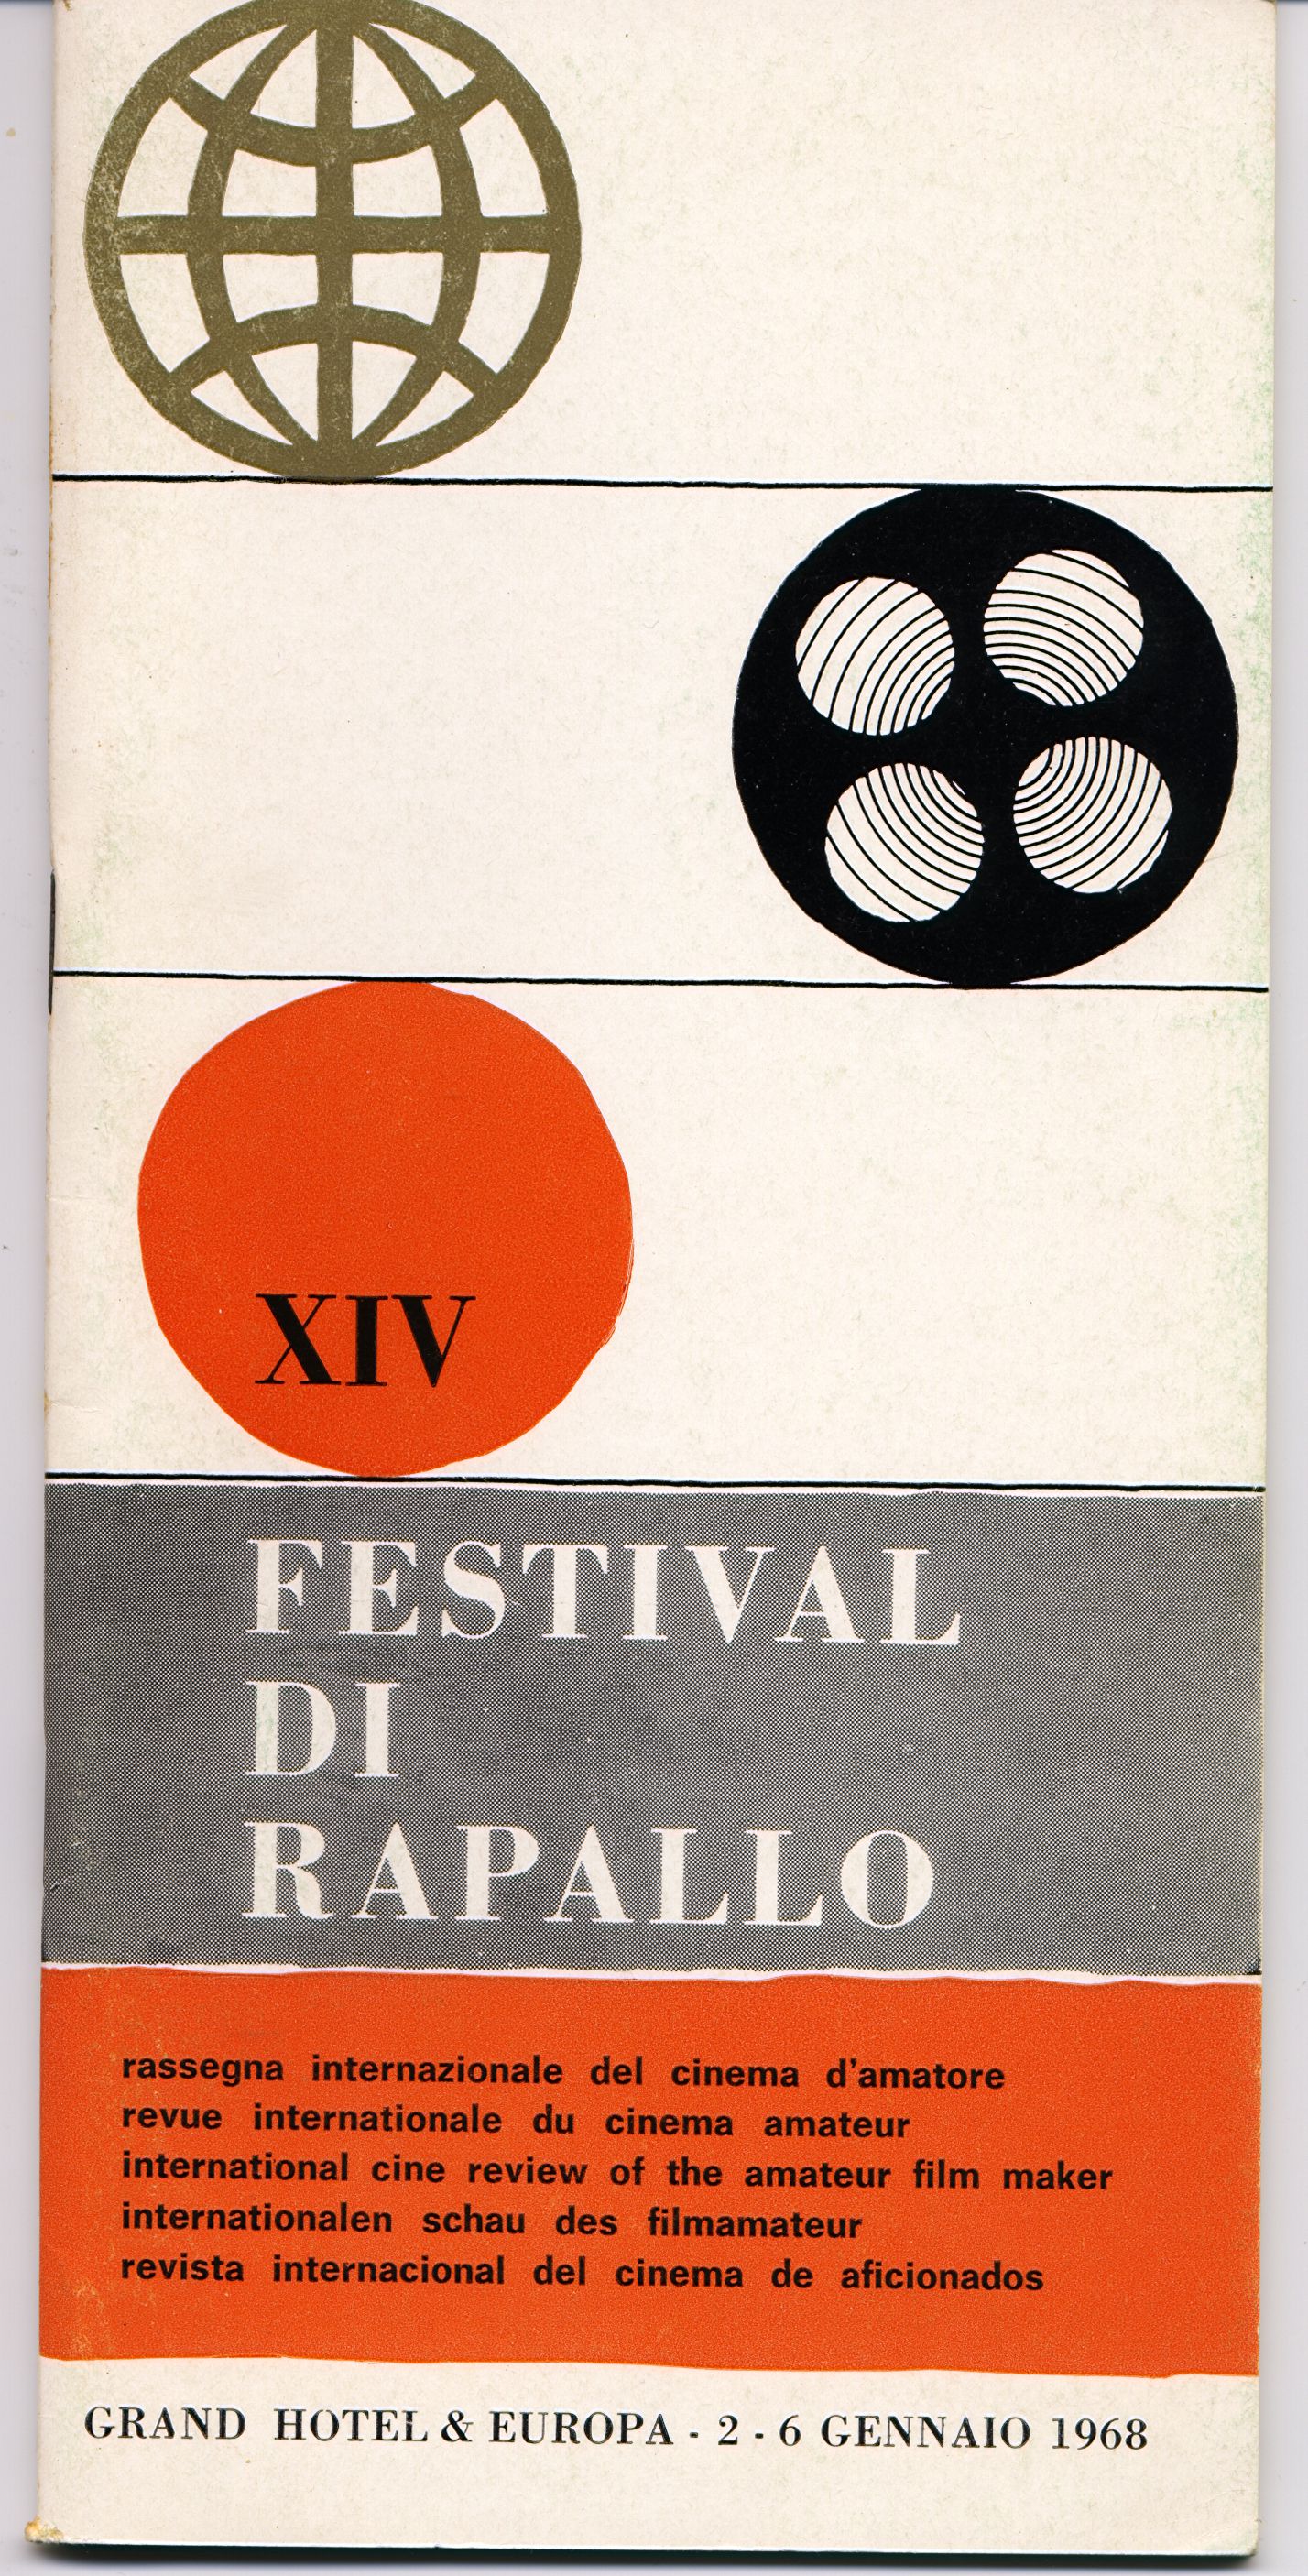 XIV
FESTIVAL
DI
RAPALLO
rassegna internazionale del cinema d'amatore
revue internationale du cinema amateur
international cine review of the amateur film maker
internationalen schau des filmamateur
revista internacional del cinema de aficionados
GRAND HOTEL & EUROPA - 2 - 6 GENNAIO 1968